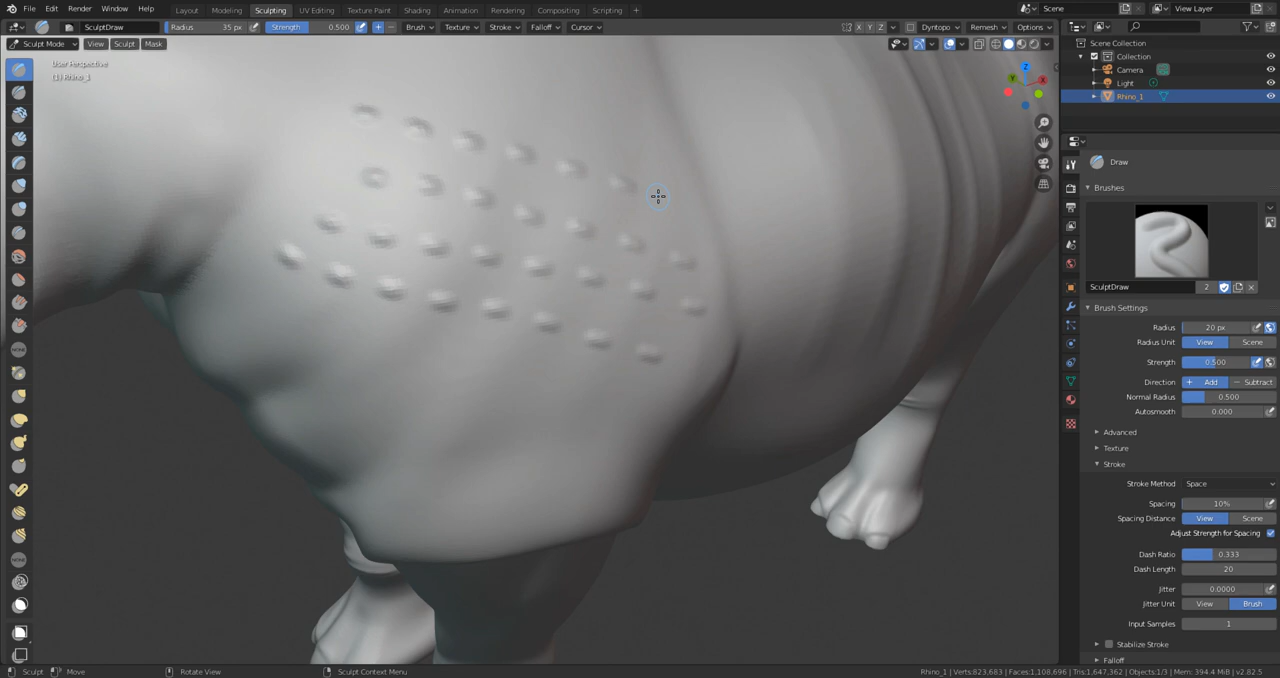 File Edit Render Window Help Layout Modeling Sculpting UV Editing Texture Paint Shading Animation Rendering Compositing Scripting + Scene View Layer
SculptDraw Radius 35 px Strength 0.500 Brush Texture Stroke Falloff Cursor X Y Z Dyntopo Remesh Options
Sculpt Mode View Sculpt Mask
User Perspective
(1) Rhino_1
Z
Y
X
Scene Collection
Collection
Camera
Light
Rhino_1
Draw
Brushes
SculptDraw 2
Brush Settings
Radius 20 px
Radius Unit View Scene
Strength 0.500
Direction + Add − Subtract
Normal Radius 0.500
Autosmooth 0.000
Advanced
Texture
Stroke
Stroke Method Space
Spacing 10%
Spacing Distance View Scene
Adjust Strength for Spacing
Dash Ratio 0.333
Dash Length 20
Jitter 0.0000
Jitter Unit View Brush
Input Samples 1
Stabilize Stroke
Falloff
Sculpt Move Rotate View Sculpt Context Menu Rhino_1 | Verts:823,683 | Faces:1,108,696 | Tris:1,647,362 | Objects:1/3 | Mem: 394.4 MiB | v2.82.5